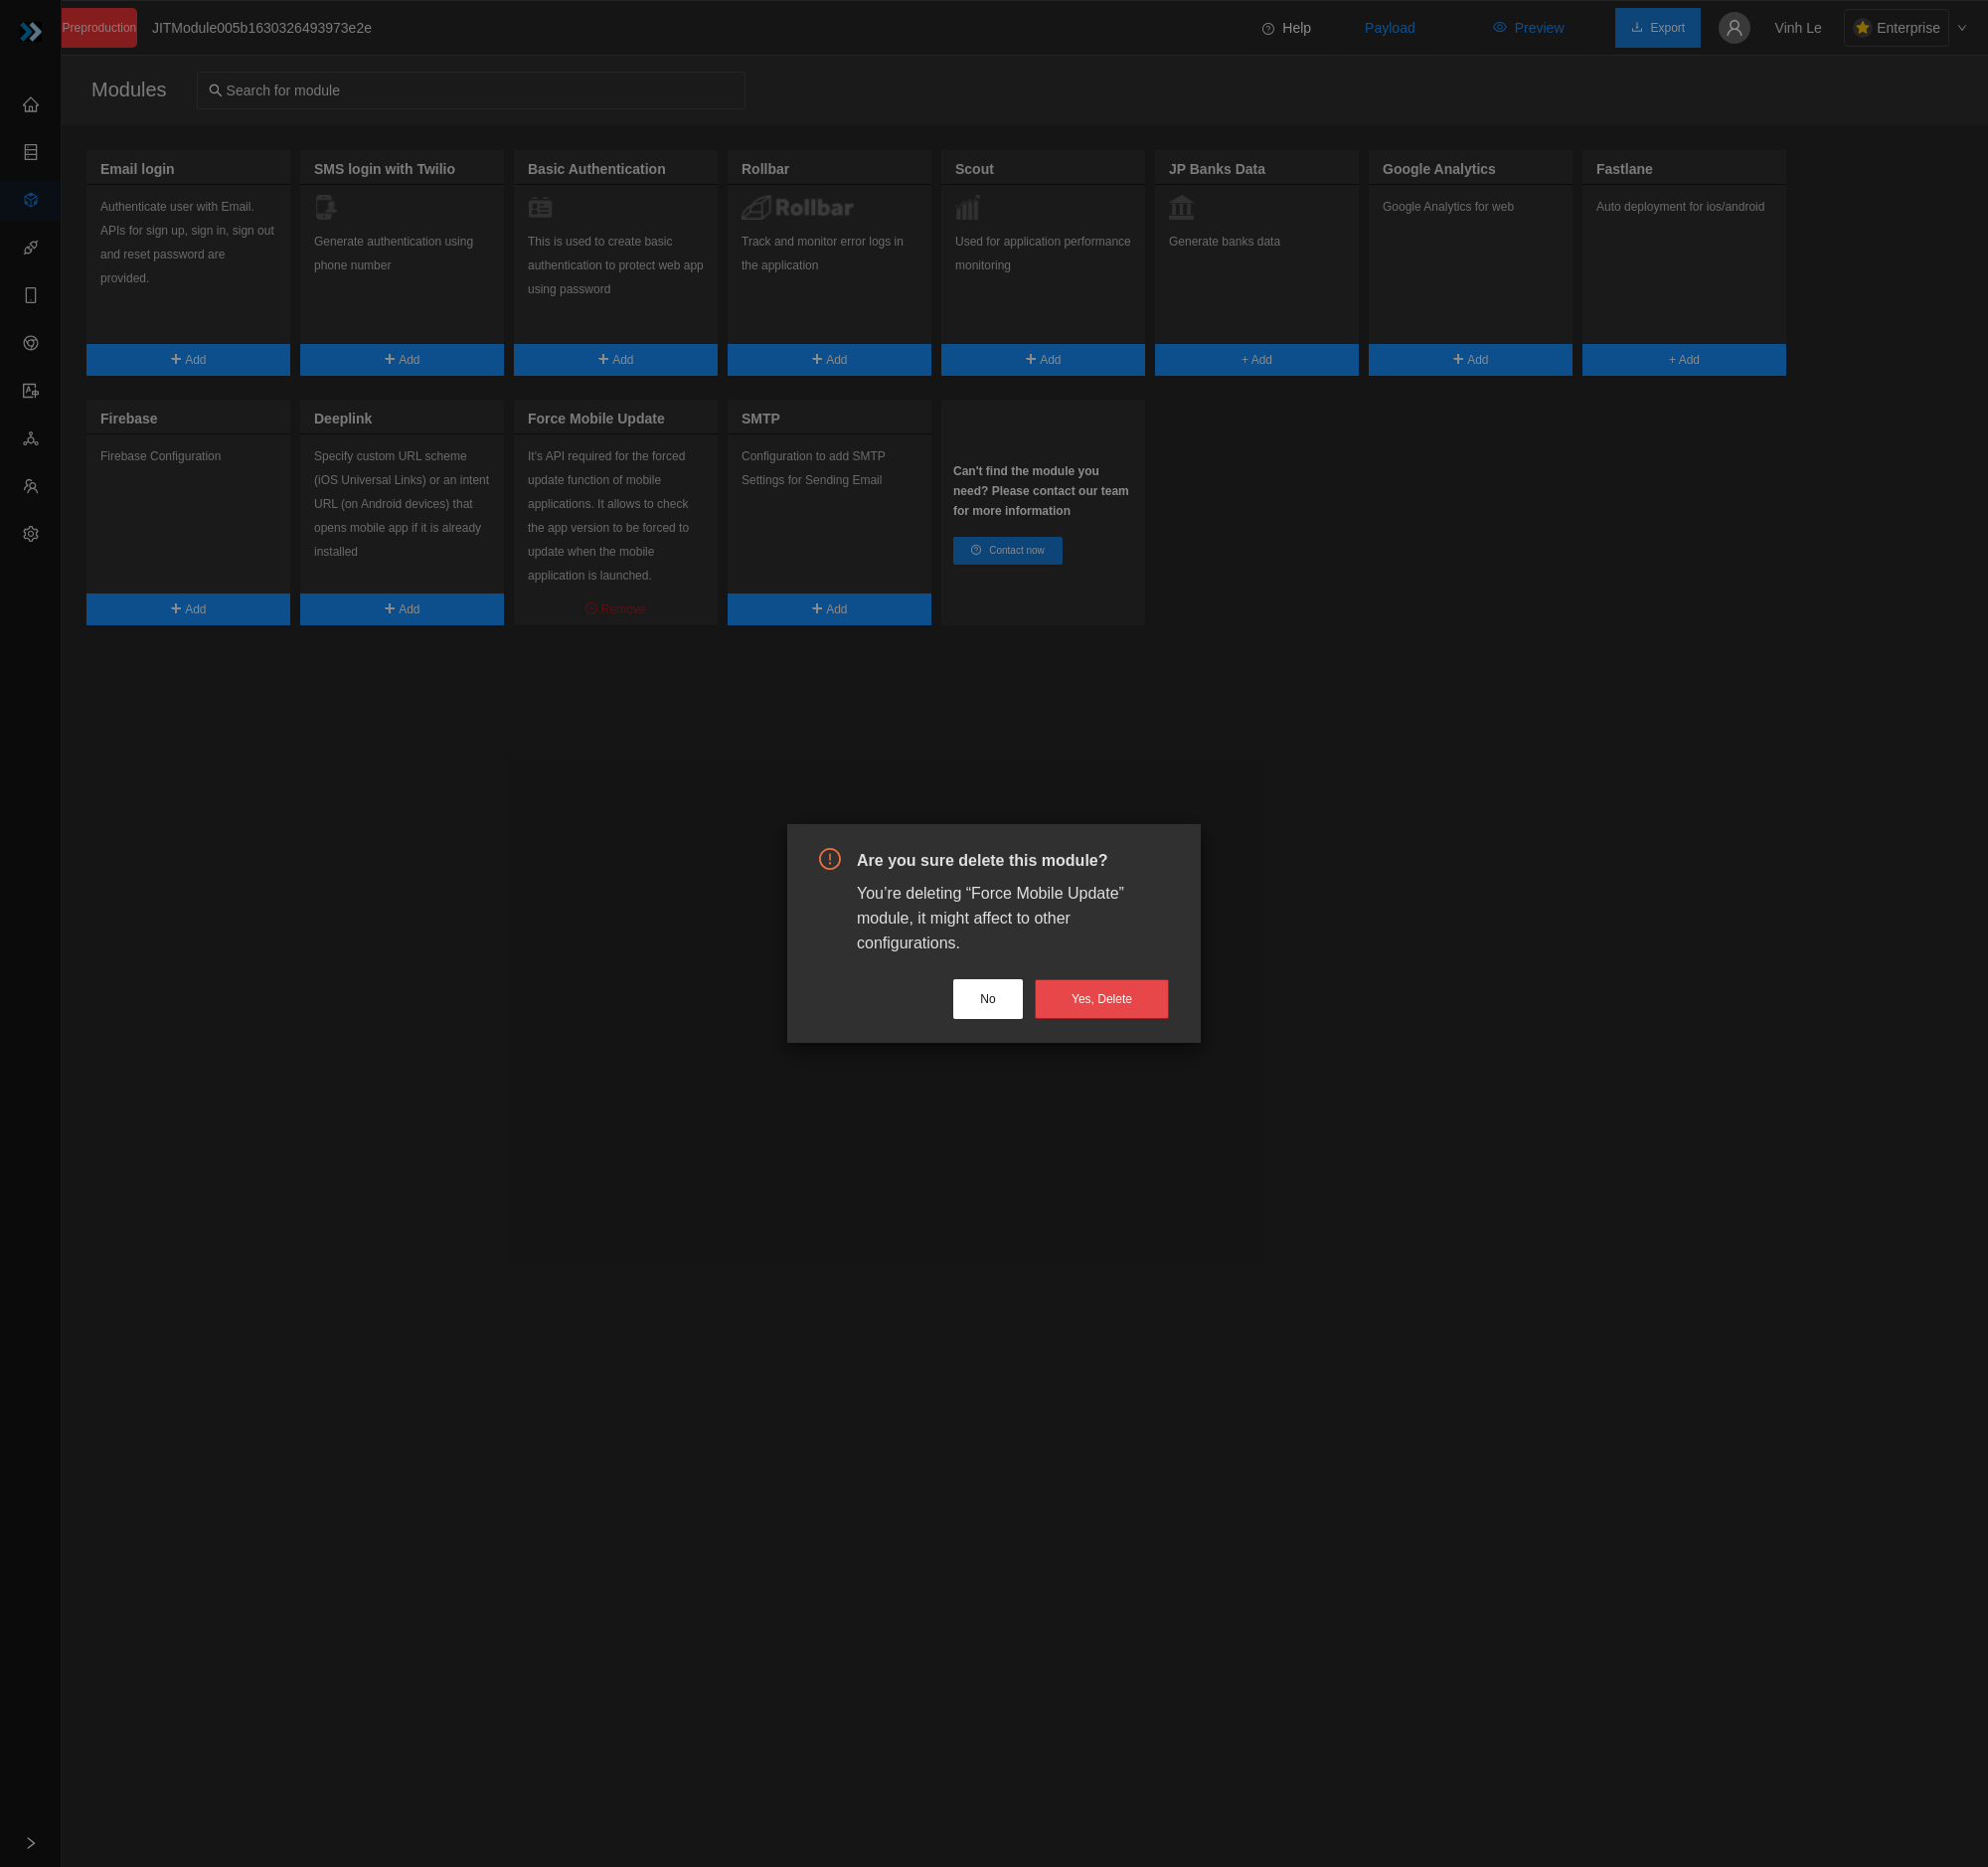 Preproduction
JITModule005b1630326493973e2e
Help
Payload
Preview
Export
Vinh Le
Enterprise
Modules
Search for module
Email login
Authenticate user with Email.
APIs for sign up, sign in, sign out
and reset password are
provided.
Add
SMS login with Twilio
Generate authentication using
phone number
Add
Basic Authentication
This is used to create basic
authentication to protect web app
using password
Add
Rollbar
Rollbar
Track and monitor error logs in
the application
Add
Scout
Used for application performance
monitoring
Add
JP Banks Data
Generate banks data
+ Add
Google Analytics
Google Analytics for web
Add
Fastlane
Auto deployment for ios/android
+ Add
Firebase
Firebase Configuration
Add
Deeplink
Specify custom URL scheme
(iOS Universal Links) or an intent
URL (on Android devices) that
opens mobile app if it is already
installed
Add
Force Mobile Update
It's API required for the forced
update function of mobile
applications. It allows to check
the app version to be forced to
update when the mobile
application is launched.
Remove
SMTP
Configuration to add SMTP
Settings for Sending Email
Add
Can't find the module you
need? Please contact our team
for more information
Contact now
Are you sure delete this module?
You’re deleting “Force Mobile Update”
module, it might affect to other
configurations.
No
Yes, Delete